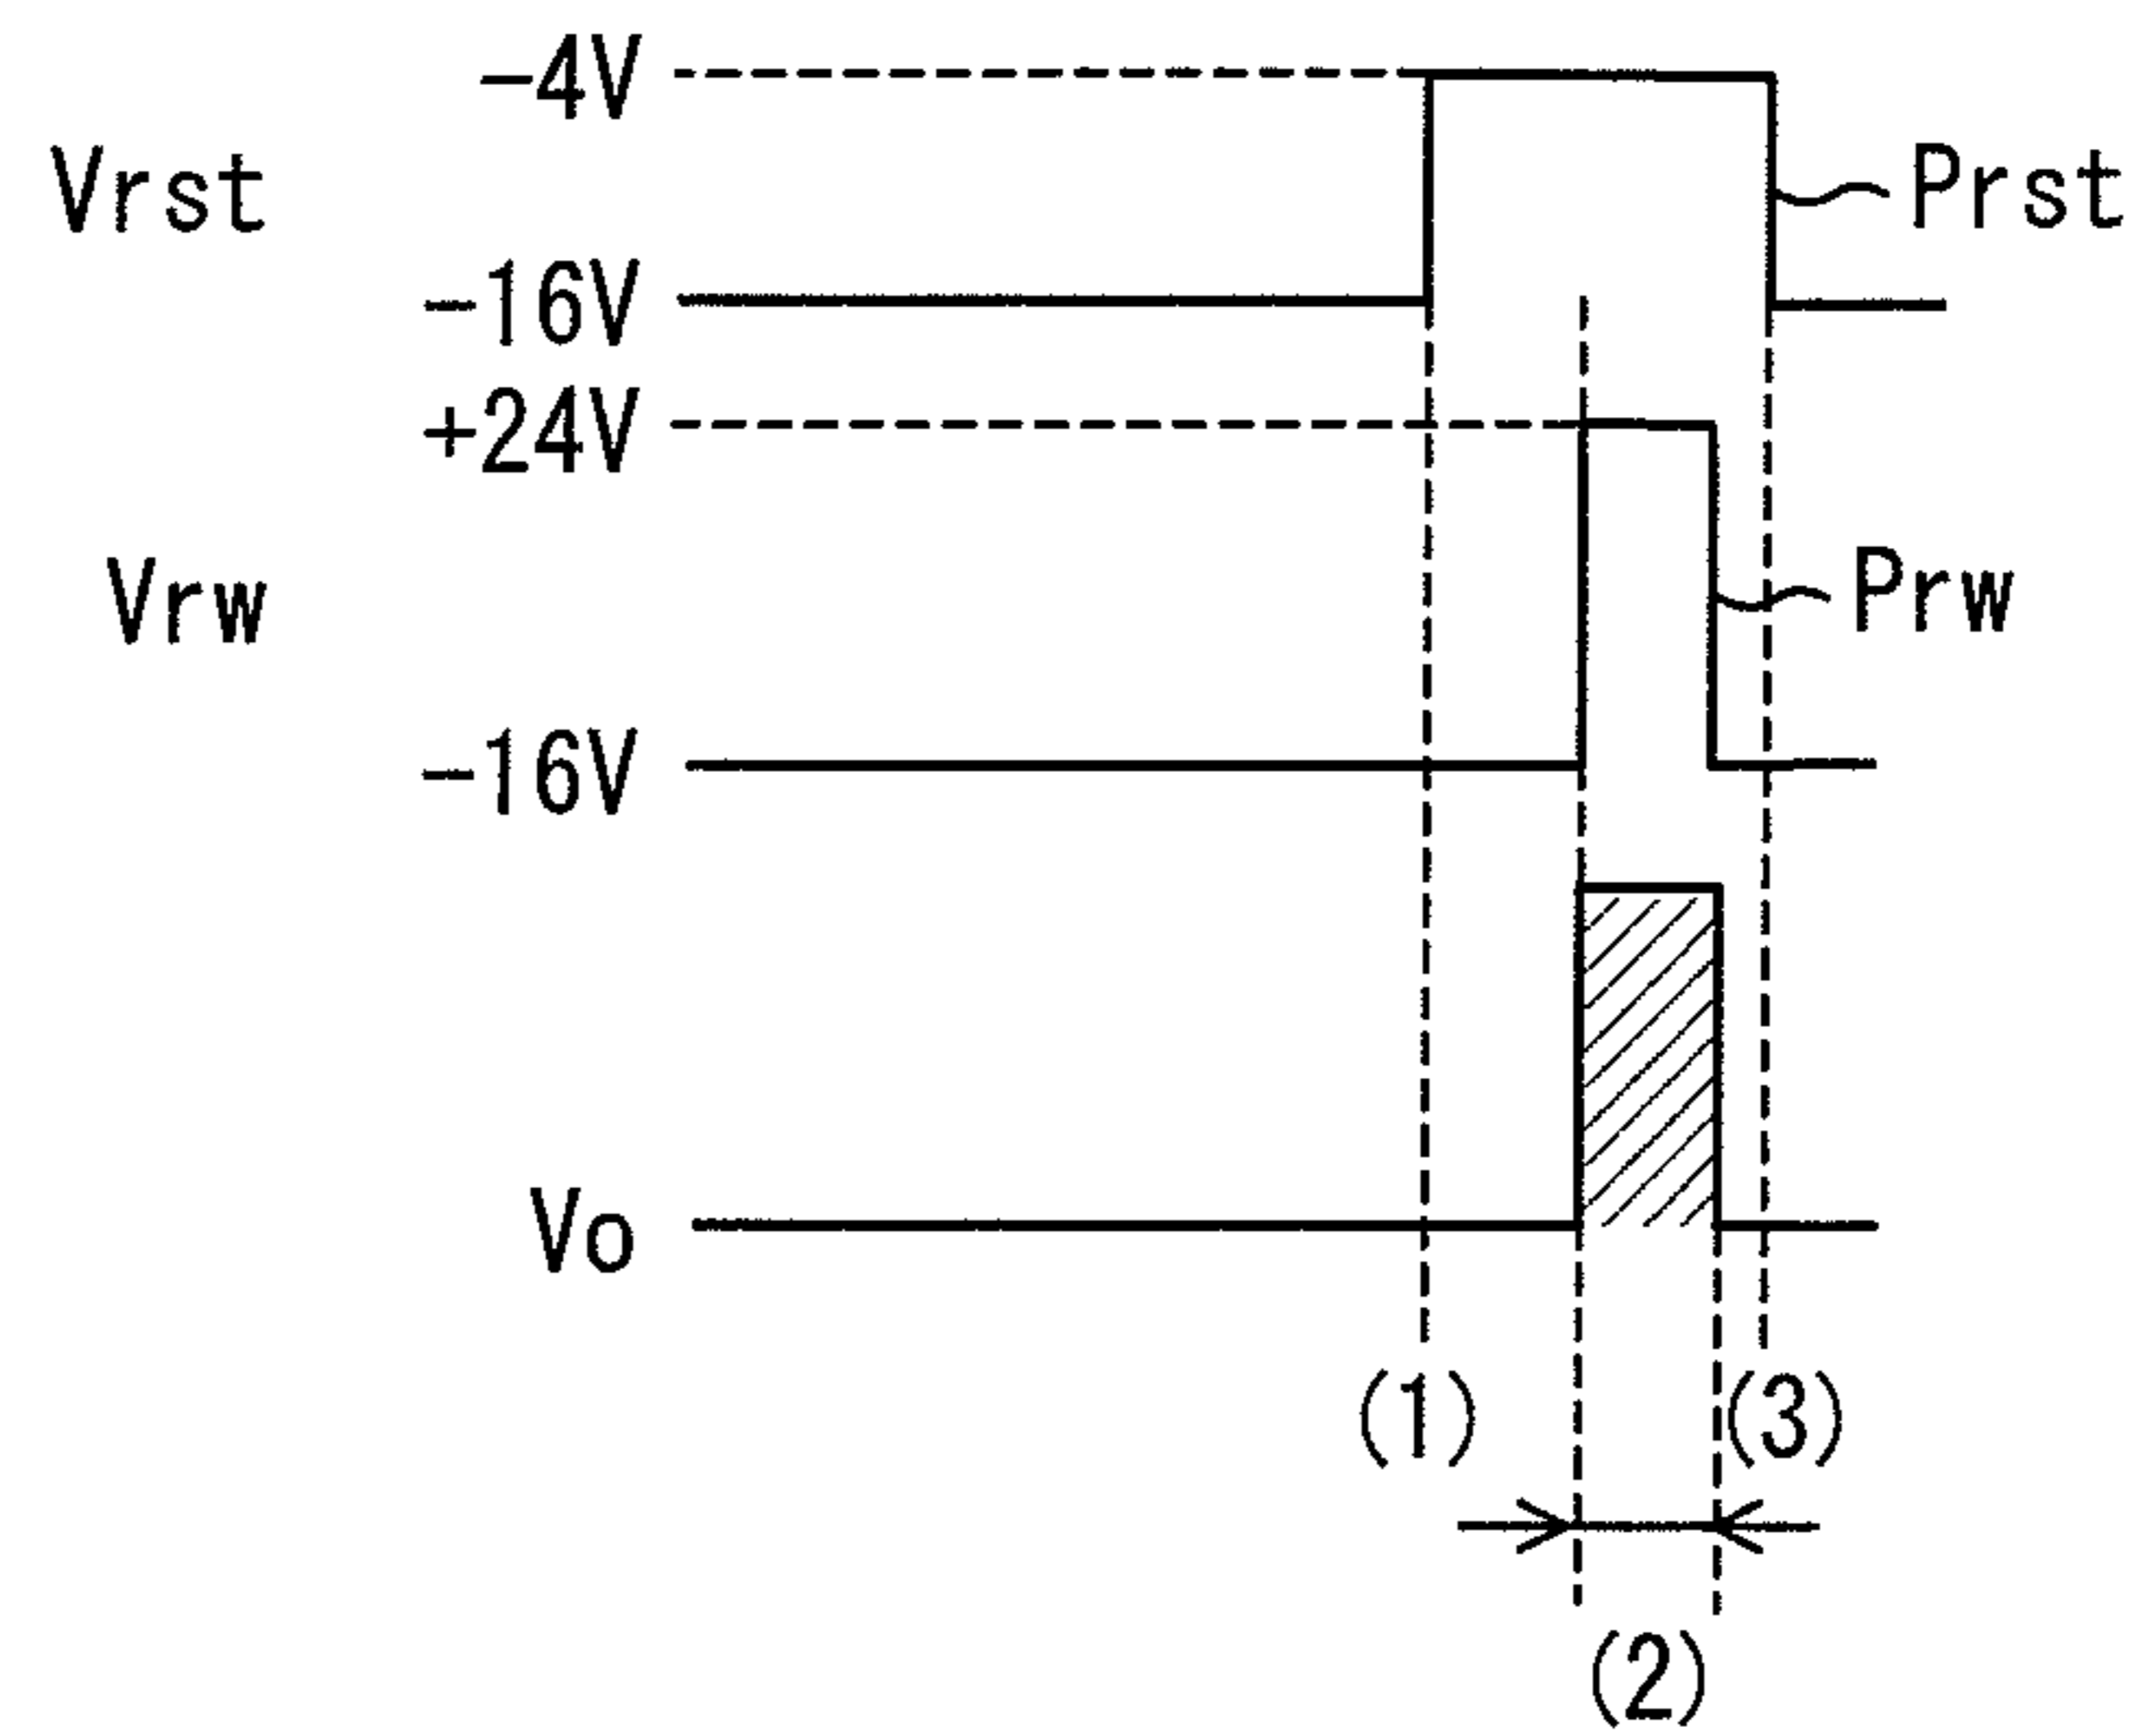 -4V
Vrst
Prst
-16V
+24V
Vrw
Prw
-16V
Vo
(1)
(3)
(2)